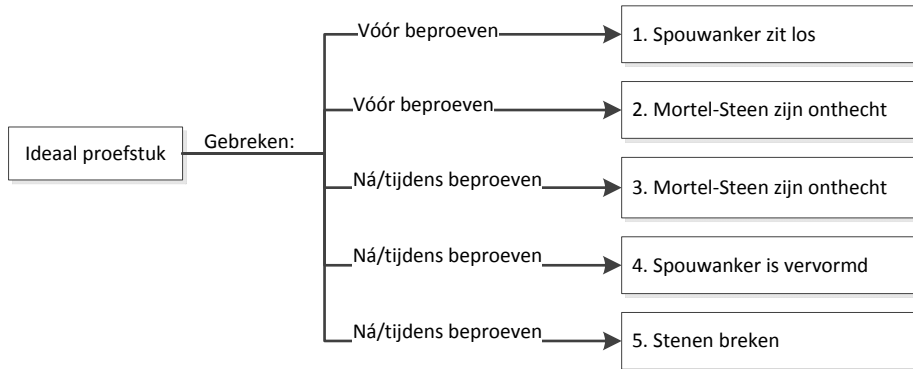 Vóór beproeven
1. Spouwanker zit los
Vóór beproeven
2. Mortel-Steen zijn onthecht
Ideaal proefstuk
Gebreken:
Ná/tijdens beproeven
3. Mortel-Steen zijn onthecht
Ná/tijdens beproeven
4. Spouwanker is vervormd
Ná/tijdens beproeven
5. Stenen breken